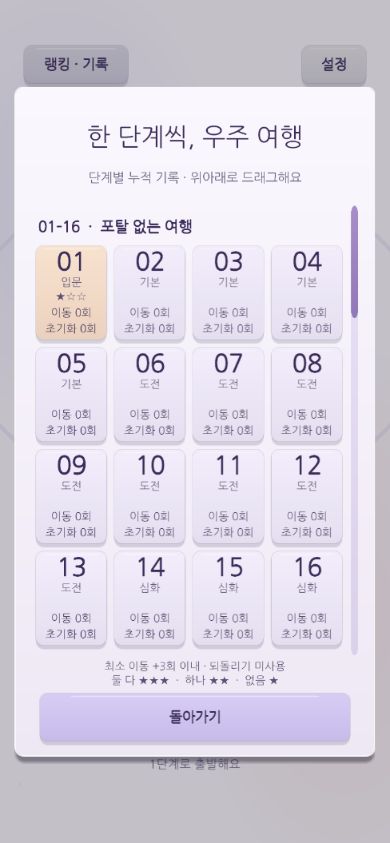 랭킹 · 기록
설정
한 단계씩, 우주 여행
단계별 누적 기록 · 위아래로 드래그해요
01-16 · 포탈 없는 여행
01 02 03 04
입문 기본 기본 기본
★☆☆
이동 0회 이동 0회 이동 0회 이동 0회
초기화 0회 초기화 0회 초기화 0회 초기화 0회
05 06 07 08
기본 도전 도전 도전
이동 0회 이동 0회 이동 0회 이동 0회
초기화 0회 초기화 0회 초기화 0회 초기화 0회
09 10 11 12
도전 도전 도전 도전
이동 0회 이동 0회 이동 0회 이동 0회
초기화 0회 초기화 0회 초기화 0회 초기화 0회
13 14 15 16
도전 심화 심화 심화
이동 0회 이동 0회 이동 0회 이동 0회
초기화 0회 초기화 0회 초기화 0회 초기화 0회
최소 이동 +3회 이내 · 되돌리기 미사용
둘 다 ★★★ · 하나 ★★ · 없음 ★
돌아가기
1단계로 출발해요